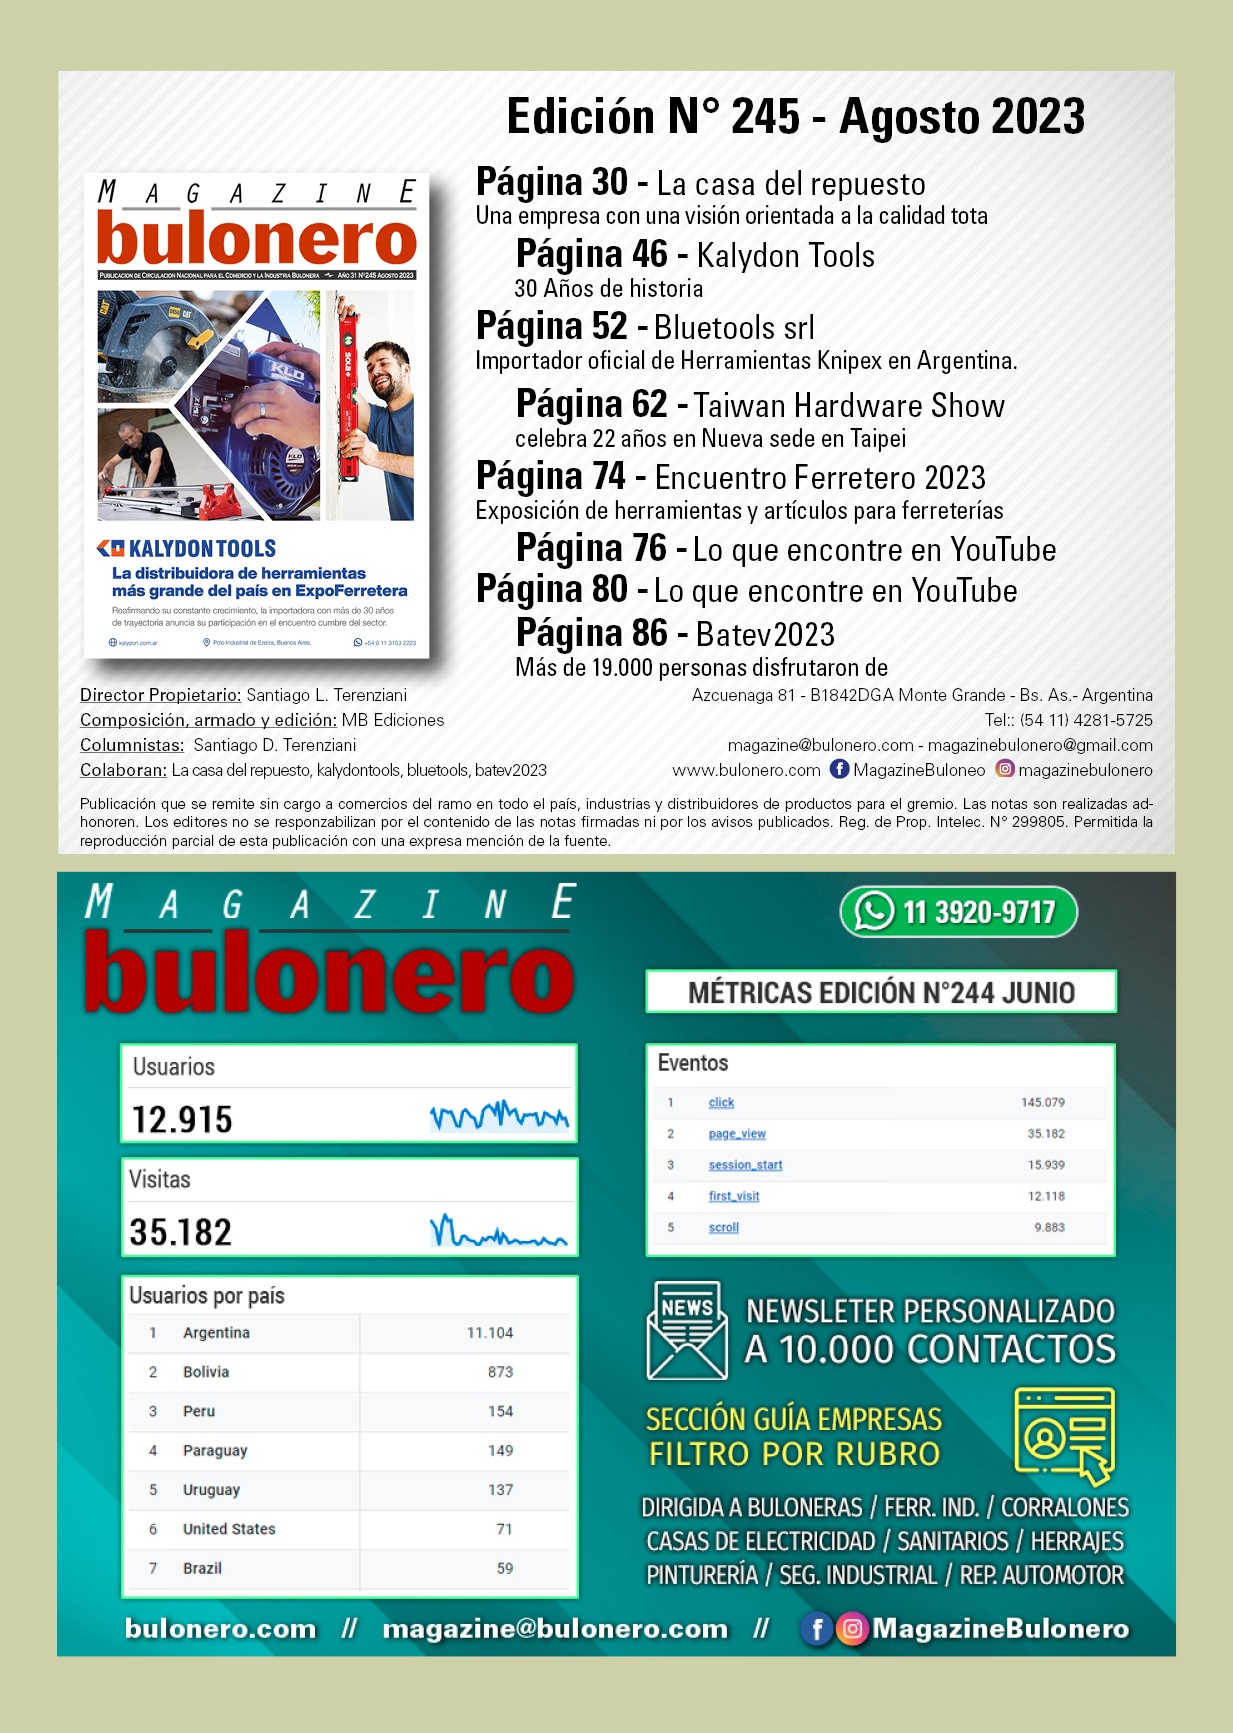 Edición N° 245 - Agosto 2023
MAGAZINE
bulonero
PUBLICACION DE CIRCULACION NACIONAL PARA EL COMERCIO Y LA INDUSTRIA BULONERA AÑO 31 N°245 AGOSTO 2023
CAT
KLD
KLD
SOLA
KALYDON TOOLS
La distribuidora de herramientas
más grande del país en ExpoFerretera
Reafirmando su constante crecimiento, la importadora con más de 30 años
de trayectoria anuncia su participación en el encuentro cumbre del sector.
kalydon.com.ar Polo Industrial de Ezeiza, Buenos Aires. +54 9 11 3153 2223
Página 30 - La casa del repuesto
Una empresa con una visión orientada a la calidad tota
Página 46 - Kalydon Tools
30 Años de historia
Página 52 - Bluetools srl
Importador oficial de Herramientas Knipex en Argentina.
Página 62 - Taiwan Hardware Show
celebra 22 años en Nueva sede en Taipei
Página 74 - Encuentro Ferretero 2023
Exposición de herramientas y artículos para ferreterías
Página 76 - Lo que encontre en YouTube
Página 80 - Lo que encontre en YouTube
Página 86 - Batev2023
Más de 19.000 personas disfrutaron de
Director Propietario: Santiago L. Terenziani
Composición, armado y edición: MB Ediciones
Columnistas: Santiago D. Terenziani
Colaboran: La casa del repuesto, kalydontools, bluetools, batev2023
Azcuenaga 81 - B1842DGA Monte Grande - Bs. As.- Argentina
Tel:: (54 11) 4281-5725
magazine@bulonero.com - magazinebulonero@gmail.com
www.bulonero.com MagazineBuloneo magazinebulonero
Publicación que se remite sin cargo a comercios del ramo en todo el país, industrias y distribuidores de productos para el gremio. Las notas son realizadas ad-
honoren. Los editores no se responzabilizan por el contenido de las notas firmadas ni por los avisos publicados. Reg. de Prop. Intelec. N° 299805. Permitida la
reproducción parcial de esta publicación con una expresa mención de la fuente.
MAGAZINE
bulonero
11 3920-9717
MÉTRICAS EDICIÓN N°244 JUNIO
Usuarios
12.915
Visitas
35.182
Usuarios por país
1 Argentina 11.104
2 Bolivia 873
3 Peru 154
4 Paraguay 149
5 Uruguay 137
6 United States 71
7 Brazil 59
Eventos
1 click 145.079
2 page_view 35.182
3 session_start 15.939
4 first_visit 12.118
5 scroll 9.883
NEWS
NEWSLETER PERSONALIZADO
A 10.000 CONTACTOS
SECCIÓN GUÍA EMPRESAS
FILTRO POR RUBRO
DIRIGIDA A BULONERAS / FERR. IND. / CORRALONES
CASAS DE ELECTRICIDAD / SANITARIOS / HERRAJES
PINTURERÍA / SEG. INDUSTRIAL / REP. AUTOMOTOR
bulonero.com // magazine@bulonero.com // MagazineBulonero